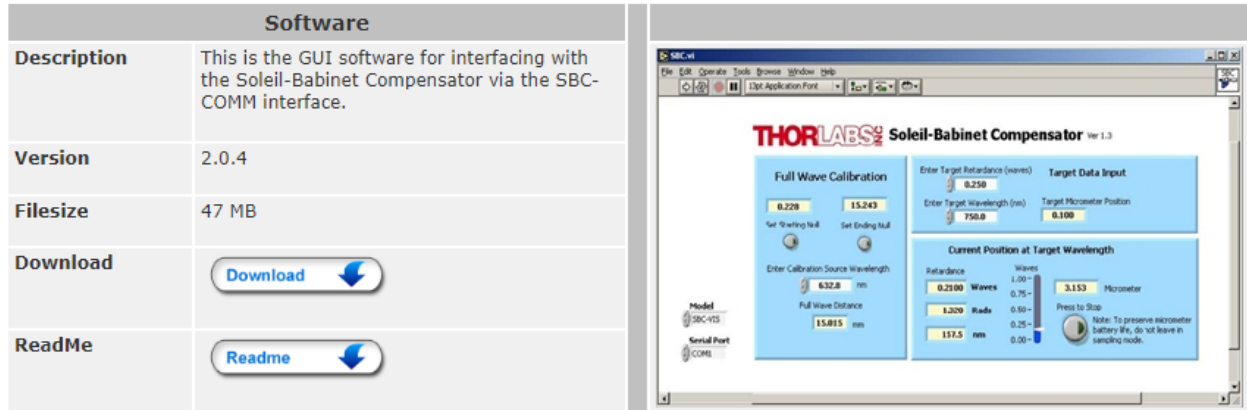 Software
Description
This is the GUI software for interfacing with
the Soleil-Babinet Compensator via the SBC-
COMM interface.
Version
2.0.4
Filesize
47 MB
Download
Download
ReadMe
Readme
SBC.vi
File Edit Operate Tools Browse Window Help
13pt Application Font
SBC
THORLABS INC
Soleil-Babinet Compensator Ver 1.3
Full Wave Calibration
0.228
15.243
Set Starting Null
Set Ending Null
Enter Calibration Source Wavelength
632.8 nm
Full Wave Distance
15.015 nm
Model
SBC-VIS
Serial Port
COM1
Enter Target Retardance (waves)
0.250
Target Data Input
Enter Target Wavelength (nm)
750.0
Target Micrometer Position
0.100
Current Position at Target Wavelength
Retardance
0.2100 Waves
1.320 Rads
157.5 nm
Waves
1.00
0.75
0.50
0.25
0.00
3.153 Micrometer
Press to Stop
Note: To preserve micrometer
battery life, do not leave in
sampling mode.